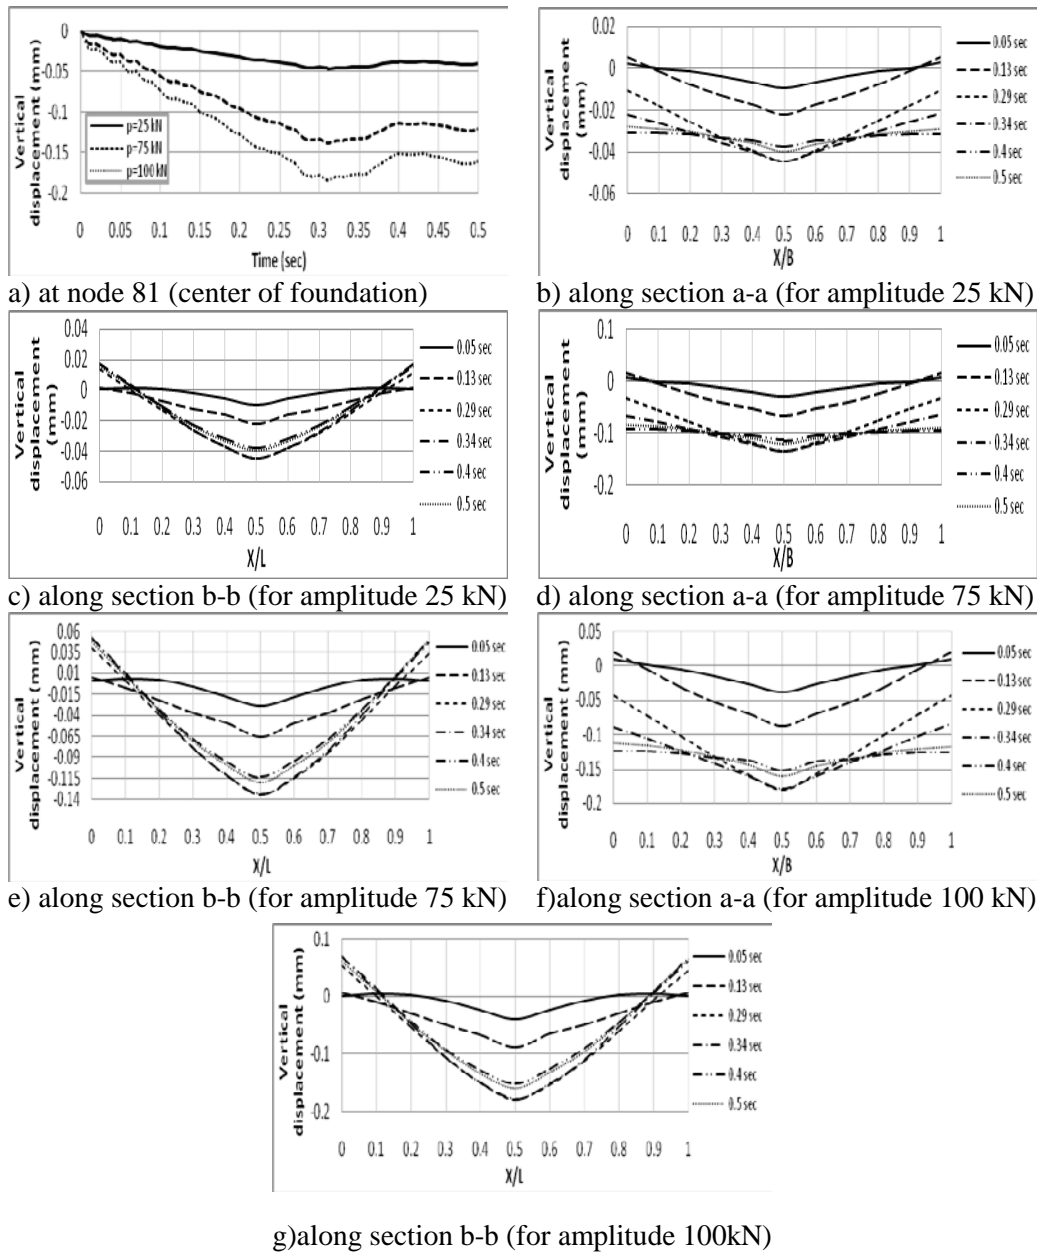 0
-0.05
-0.1
-0.15
-0.2
Vertical
displacement (mm)
p=25 kN
p=75 kN
p=100 kN
0 0.05 0.1 0.15 0.2 0.25 0.3 0.35 0.4 0.45 0.5
Time (sec)
a) at node 81 (center of foundation)
0.02
0
-0.02
-0.04
-0.06
Vertical
displacement
(mm)
0.05 sec
0.13 sec
0.29 sec
0.34 sec
0.4 sec
0.5 sec
0 0.1 0.2 0.3 0.4 0.5 0.6 0.7 0.8 0.9 1
X/B
b) along section a-a (for amplitude 25 kN)
0.04
0.02
0
-0.02
-0.04
-0.06
Vertical
displacement
(mm)
0.05 sec
0.13 sec
0.29 sec
0.34 sec
0.4 sec
0.5 sec
0 0.1 0.2 0.3 0.4 0.5 0.6 0.7 0.8 0.9 1
X/L
c) along section b-b (for amplitude 25 kN)
0.1
0
-0.1
-0.2
Vertical
displacement
(mm)
0.05 sec
0.13 sec
0.29 sec
0.34 sec
0.4 sec
0.5 sec
0 0.1 0.2 0.3 0.4 0.5 0.6 0.7 0.8 0.9 1
X/B
d) along section a-a (for amplitude 75 kN)
0.06
0.035
0.01
-0.015
-0.04
-0.065
-0.09
-0.115
-0.14
Vertical
displacement (mm)
0.05 sec
0.13 sec
0.29 sec
0.34 sec
0.4 sec
0.5 sec
0 0.1 0.2 0.3 0.4 0.5 0.6 0.7 0.8 0.9 1
X/L
e) along section b-b (for amplitude 75 kN)
0.05
0
-0.05
-0.1
-0.15
-0.2
Vertical
displacement (mm)
0.05 sec
0.13 sec
0.29 sec
0.34 sec
0.4 sec
0.5 sec
0 0.1 0.2 0.3 0.4 0.5 0.6 0.7 0.8 0.9 1
X/B
f)along section a-a (for amplitude 100 kN)
0.1
0
-0.1
-0.2
Vertical
displacement (mm)
0.05 sec
0.13 sec
0.29 sec
0.34 sec
0.4 sec
0.5 sec
0 0.1 0.2 0.3 0.4 0.5 0.6 0.7 0.8 0.9 1
X/L
g)along section b-b (for amplitude 100kN)